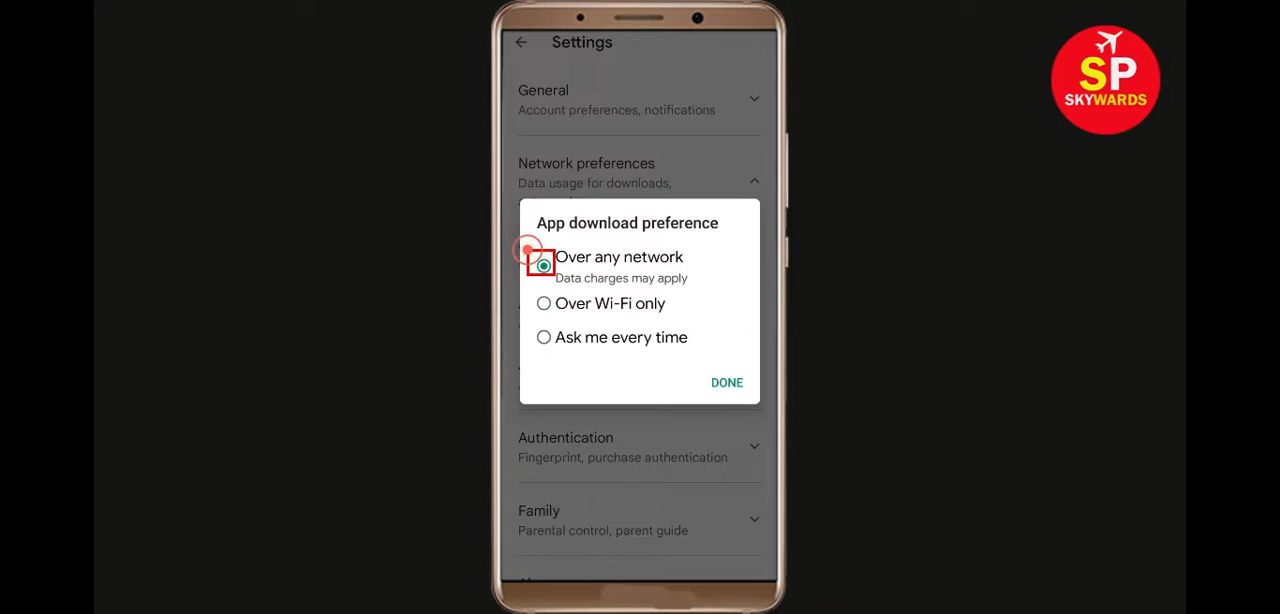 Settings
SP
SKYWARDS
General
Account preferences, notifications
Network preferences
Data usage for downloads,
App download preference
Over any network
Data charges may apply
Over Wi-Fi only
Ask me every time
DONE
Authentication
Fingerprint, purchase authentication
Family
Parental control, parent guide